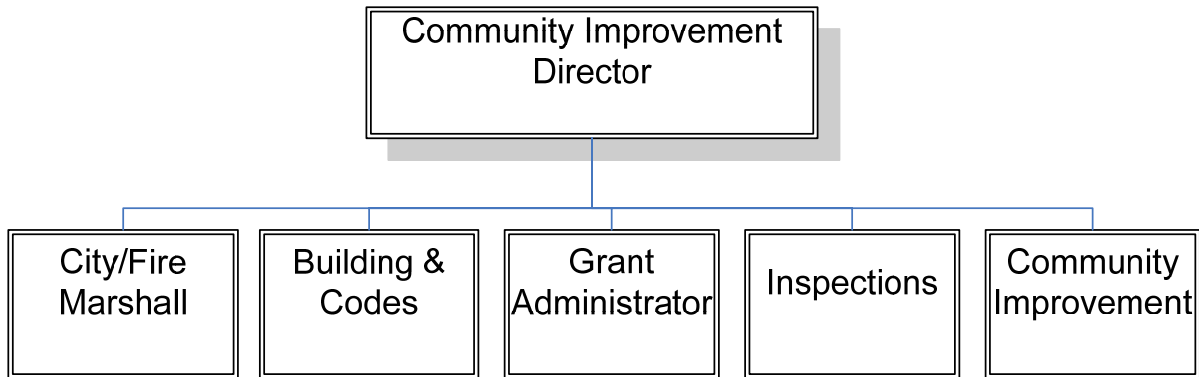 Community Improvement
Director
City/Fire
Marshall
Building &
Codes
Grant
Administrator
Inspections
Community
Improvement